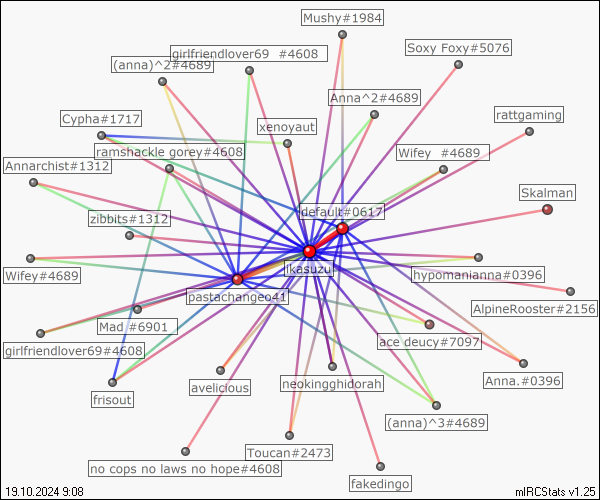 Mushy#1984
Soxy Foxy#5076
girlfriendlover69 #4608
(anna)^2#4689
Anna^2#4689
rattgaming
Cypha#1717
xenoyaut
ramshackle gorey#4608
Wifey #4689
Annarchist#1312
Skalman
default#0617
zibbits#1312
ikasuzu
Wifey#4689
hypomanianna#0396
pastachangeo41
AlpineRooster#2156
Mad #6901
ace deucy#7097
girlfriendlover69#4608
avelicious
neokingghidorah
Anna.#0396
frisout
(anna)^3#4689
Toucan#2473
no cops no laws no hope#4608
fakedingo
19.10.2024 9:08
mIRCStats v1.25